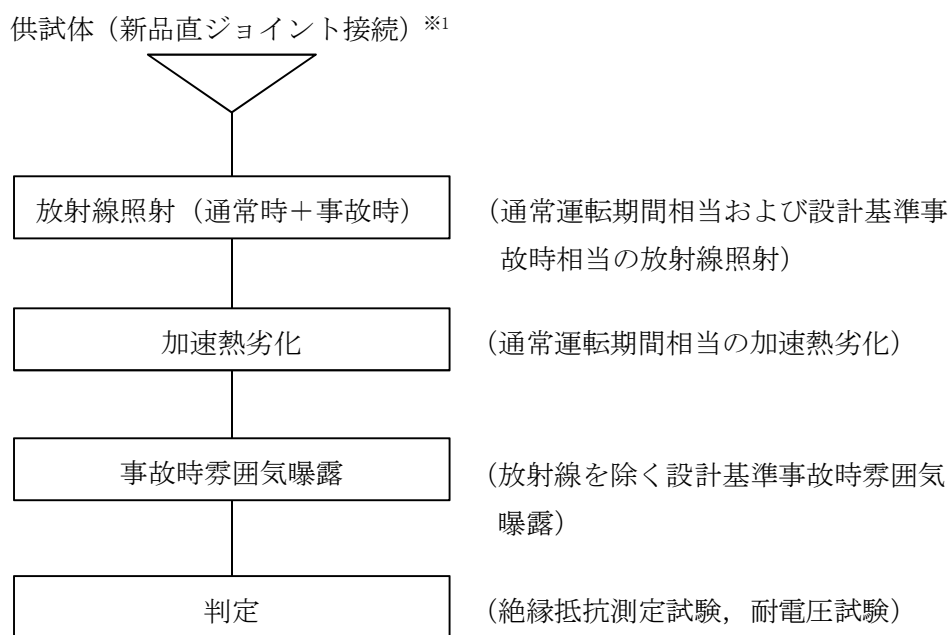 供試体（新品直ジョイント接続）※1
放射線照射（通常時＋事故時）
（通常運転期間相当および設計基準事
故時相当の放射線照射）
加速熱劣化
（通常運転期間相当の加速熱劣化）
事故時雰囲気曝露
（放射線を除く設計基準事故時雰囲気
曝露）
判定
（絶縁抵抗測定試験，耐電圧試験）